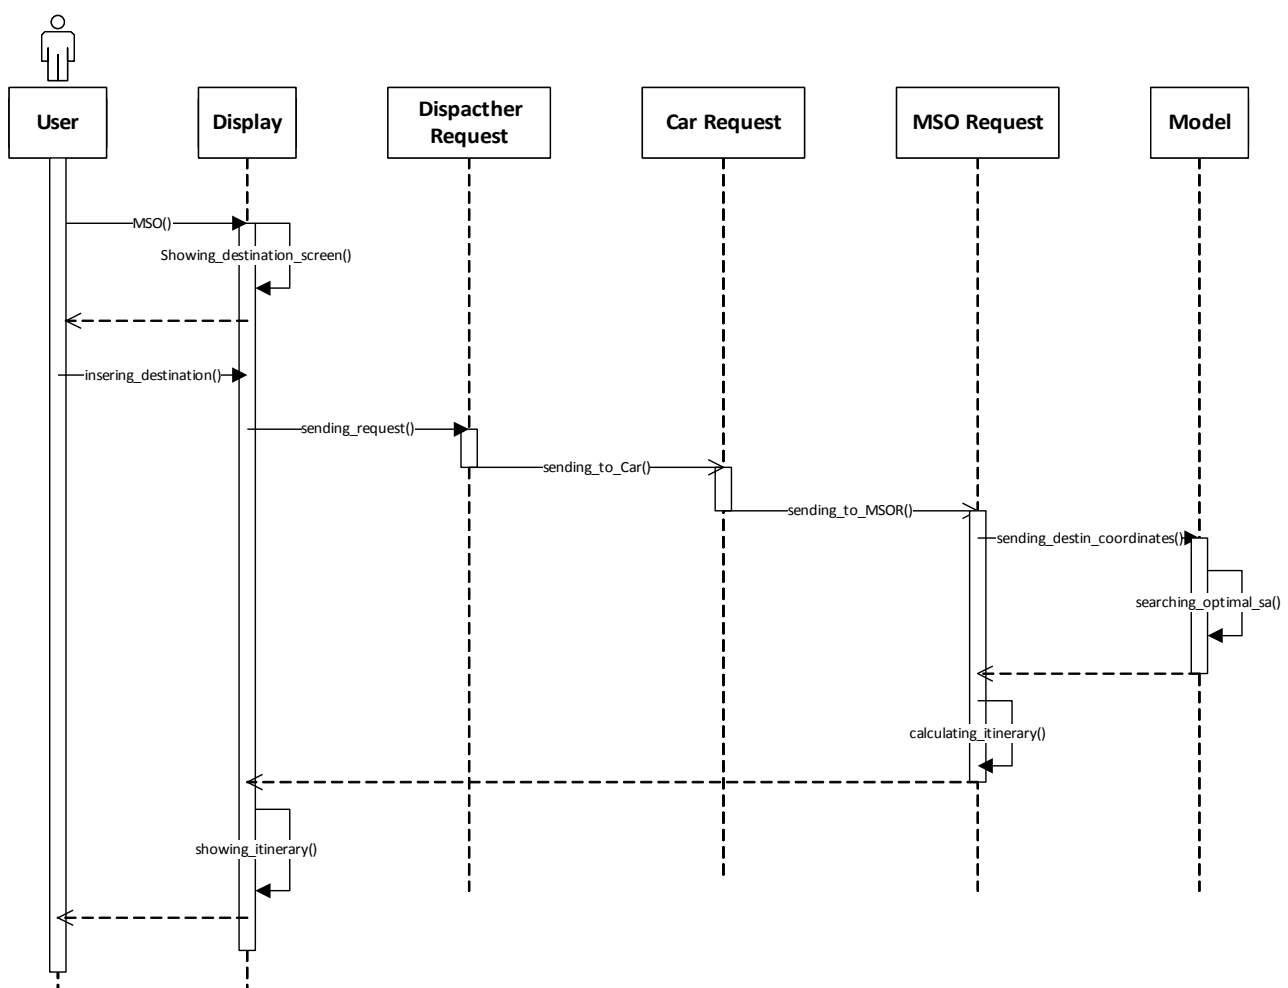 User
Display
Dispacther
Request
Car Request
MSO Request
Model
MSO()
Showing_destination_screen()
insering_destination()
sending_request()
sending_to_Car()
sending_to_MSOR()
sending_destin_coordinates()
searching_optimal_sa()
calculating_itinerary()
showing_itinerary()